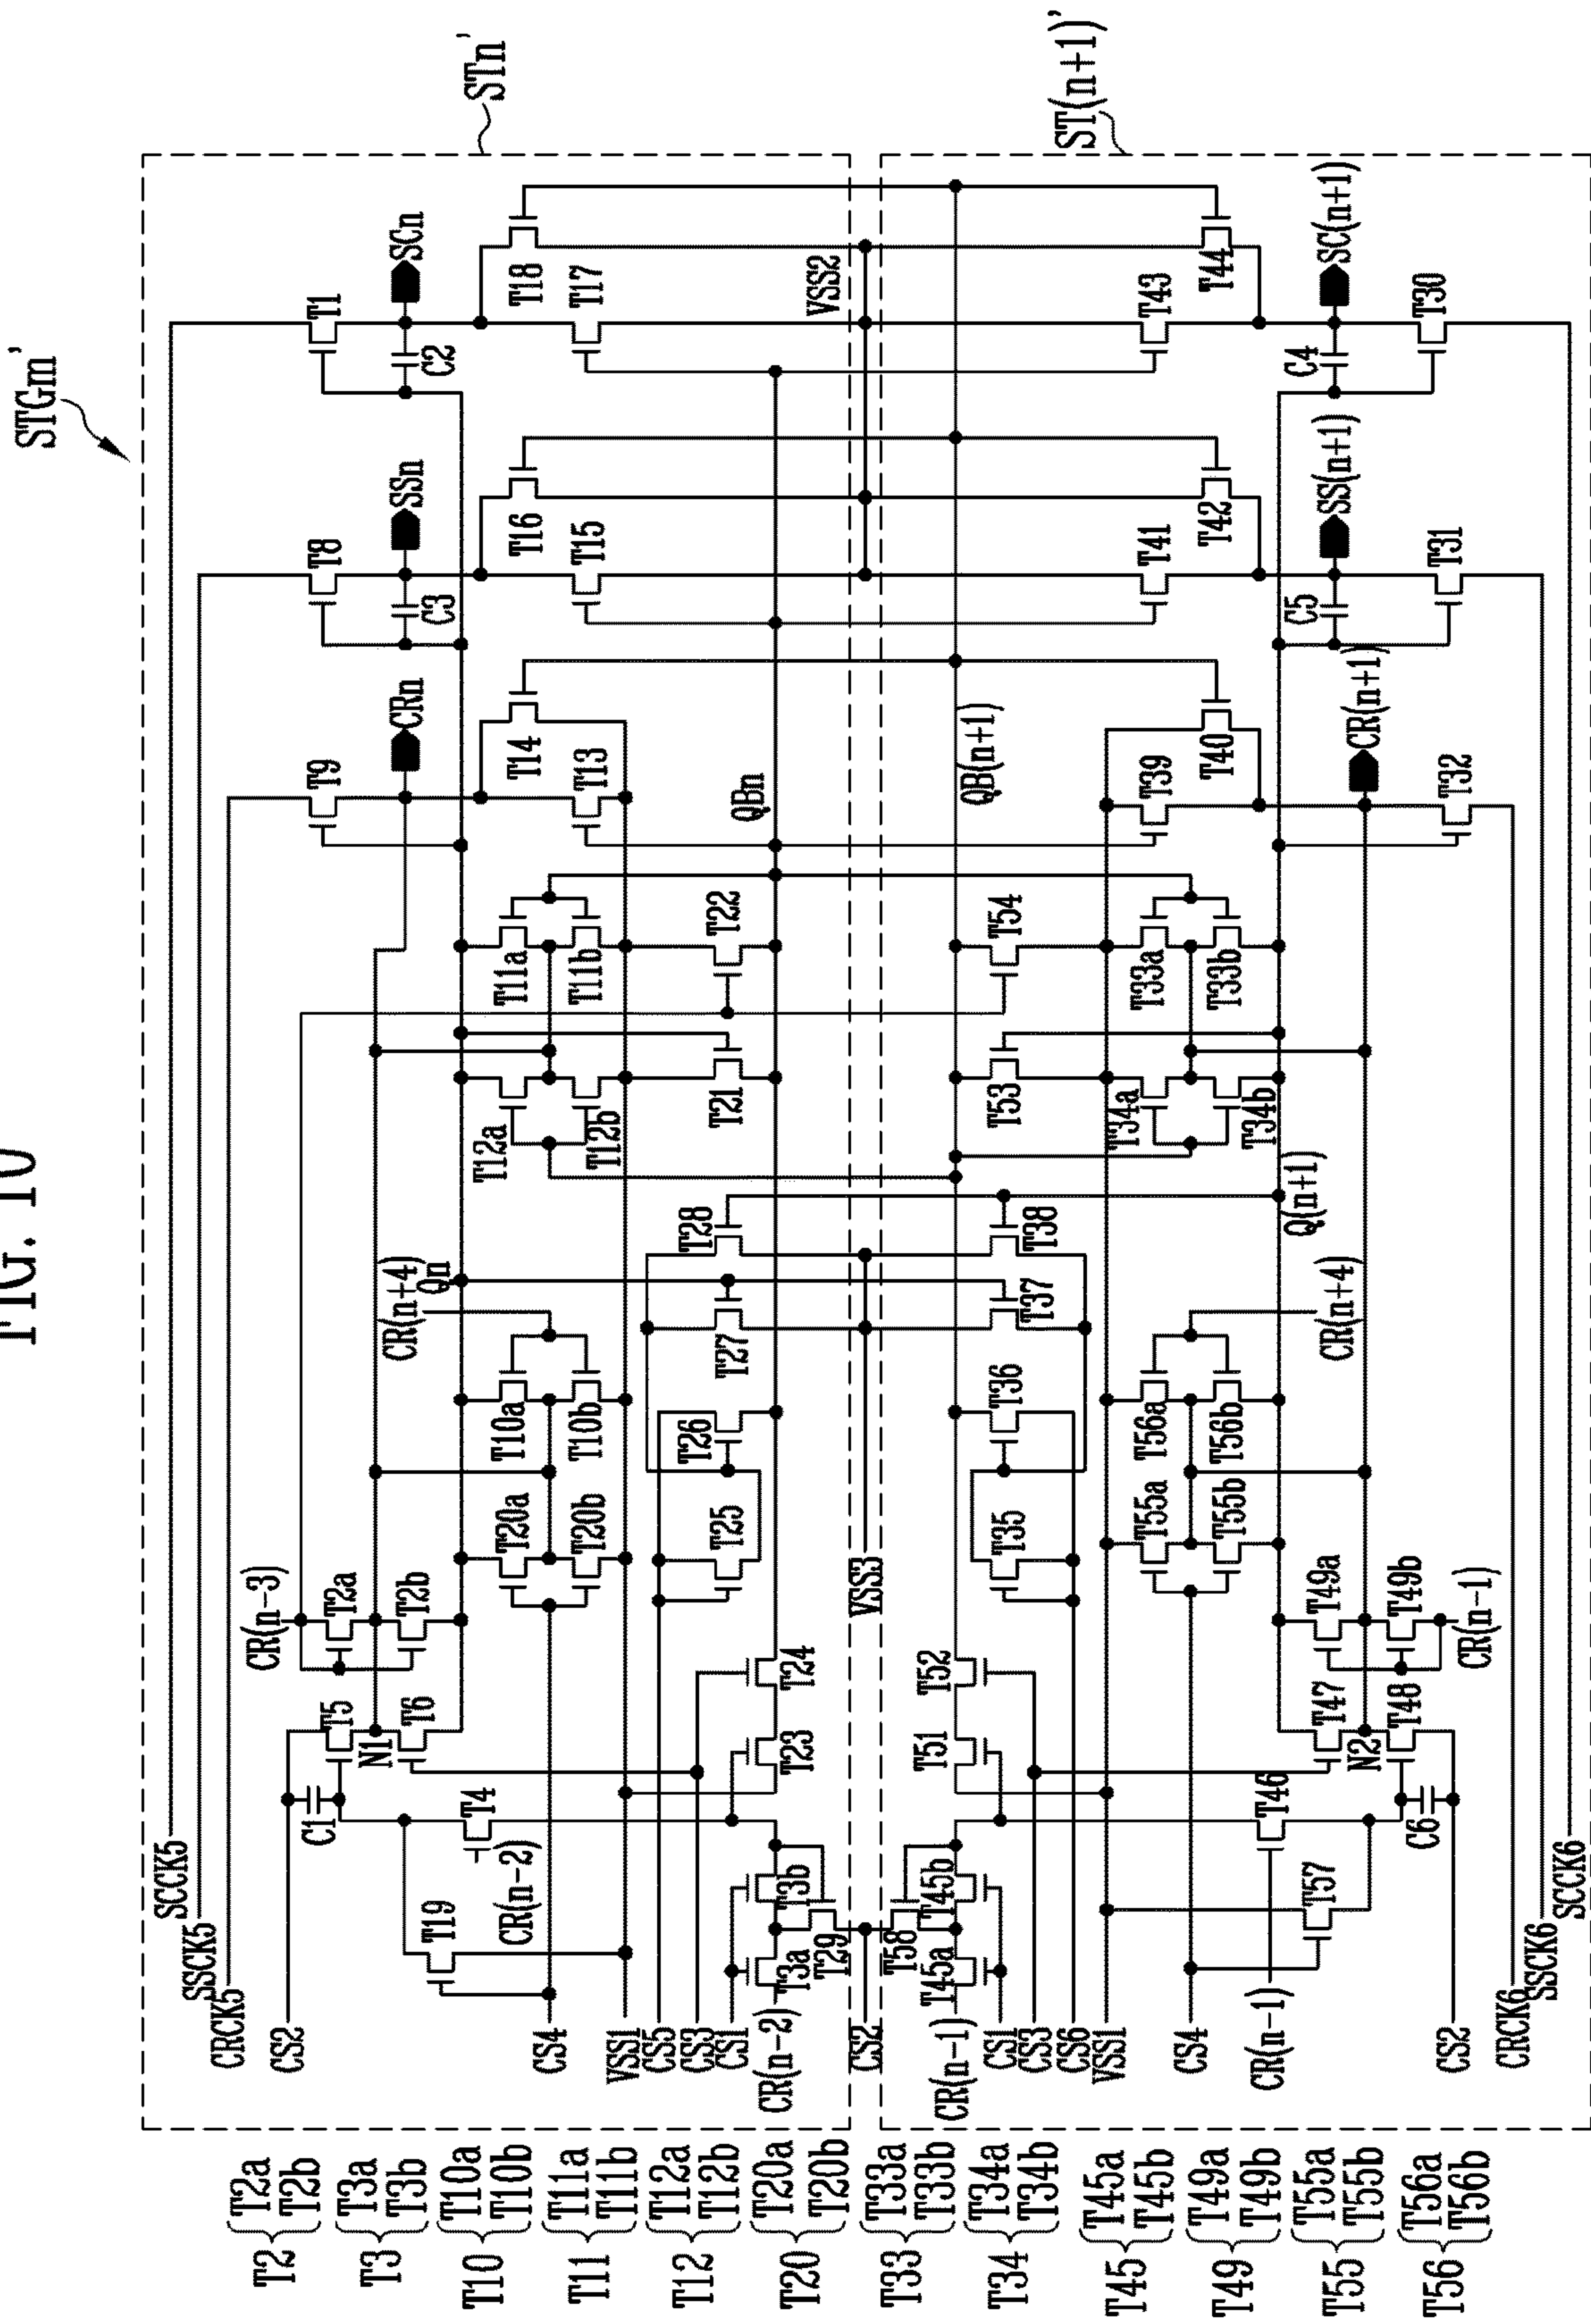 FIG. 10
STGm'
STn'
ST(n+1)'
SCCK5
SSCK5
CRCK5
CS2
C1
T5
N1
T6
CR(n-3)
T2a
T2b
T4
CR(n-2)
T19
CS4
VSS1
CS5
CS3
CS1
CR(n-2)
T3a
T3b
T29
T23
T24
T20a
T20b
T25
T26
T10a
T10b
CR(n+4)
Qn
T27
T28
T12a
T12b
T21
T11a
T11b
T22
QBn
T9
CRn
T14
T13
T8
SSn
C3
T16
T15
T1
SCn
C2
T18
T17
VSS2
VSS3
CS2
T58
CR(n-1)
T45a
T45b
CS1
CS3
CS6
VSS1
CS4
CR(n-1)
CS2
CRCK6
SSCK6
SCCK6
T57
T46
C6
T51
T52
T47
N2
T48
T49a
T49b
CR(n-1)
T35
T36
T55a
T55b
T56a
T56b
CR(n+4)
T37
T38
Q(n+1)
T53
T34a
T34b
T54
T33a
T33b
QB(n+1)
T39
T40
CR(n+1)
T32
T41
T42
SS(n+1)
C5
T31
T43
T44
SC(n+1)
C4
T30
T2 T2a T2b
T3 T3a T3b
T10 T10a T10b
T11 T11a T11b
T12 T12a T12b
T20 T20a T20b
T33 T33a T33b
T34 T34a T34b
T45 T45a T45b
T49 T49a T49b
T55 T55a T55b
T56 T56a T56b